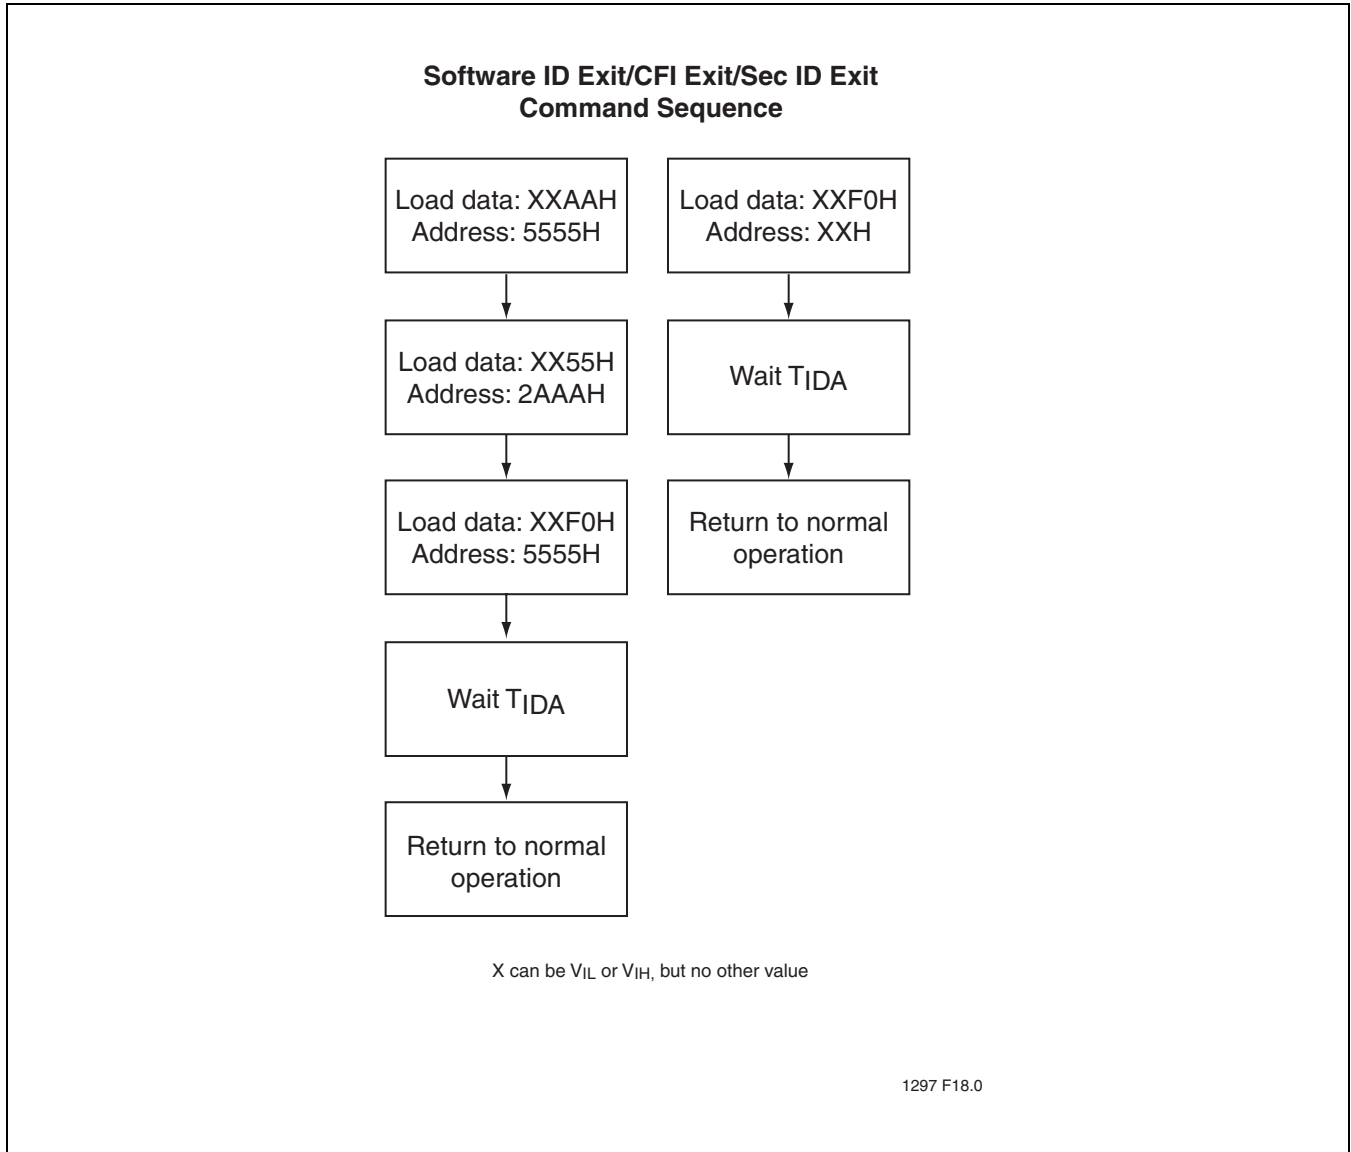 Software ID Exit/CFI Exit/Sec ID Exit
Command Sequence
Load data: XXAAH
Address: 5555H
Load data: XX55H
Address: 2AAAH
Load data: XXF0H
Address: 5555H
Wait TIDA
Return to normal
operation
Load data: XXF0H
Address: XXH
Wait TIDA
Return to normal
operation
X can be VIL or VIH, but no other value
1297 F18.0